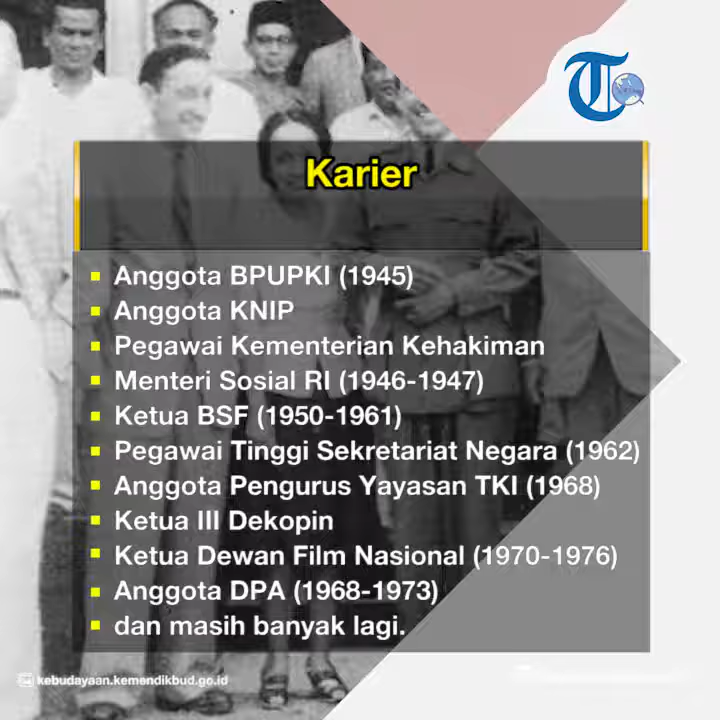 Karier
Anggota BPUPKI (1945)
Anggota KNIP
Pegawai Kementerian Kehakiman
Menteri Sosial RI (1946-1947)
Ketua BSF (1950-1961)
Pegawai Tinggi Sekretariat Negara (1962)
Anggota Pengurus Yayasan TKI (1968)
Ketua III Dekopin
Ketua Dewan Film Nasional (1970-1976)
Anggota DPA (1968-1973)
dan masih banyak lagi.
kebudayaan.kemendikbud.go.id